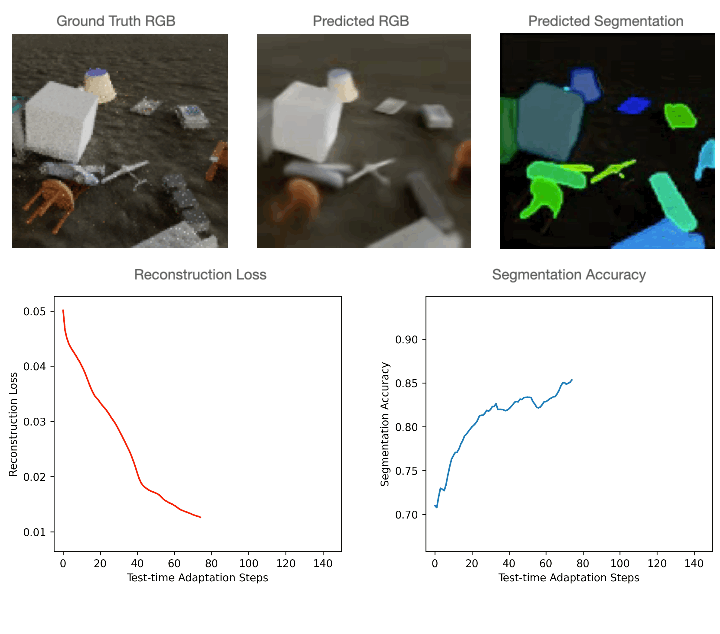 Ground Truth RGB
Predicted RGB
Predicted Segmentation
Reconstruction Loss
Segmentation Accuracy
0.05
0.04
0.03
0.02
0.01
Reconstruction Loss
0 20 40 60 80 100 120 140
Test-time Adaptation Steps
0.90
0.85
0.80
0.75
0.70
Segmentation Accuracy
0 20 40 60 80 100 120 140
Test-time Adaptation Steps